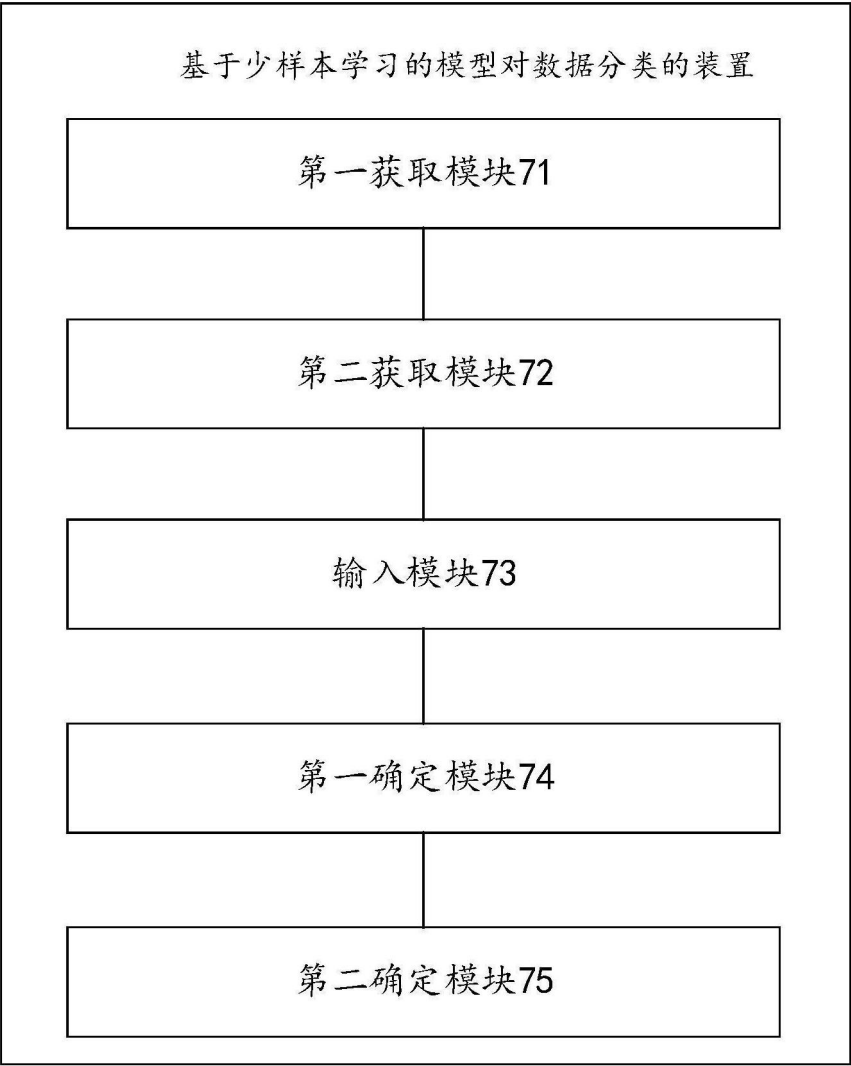 基于少样本学习的模型对数据分类的装置
第一获取模块71
第二获取模块72
输入模块73
第一确定模块74
第二确定模块75